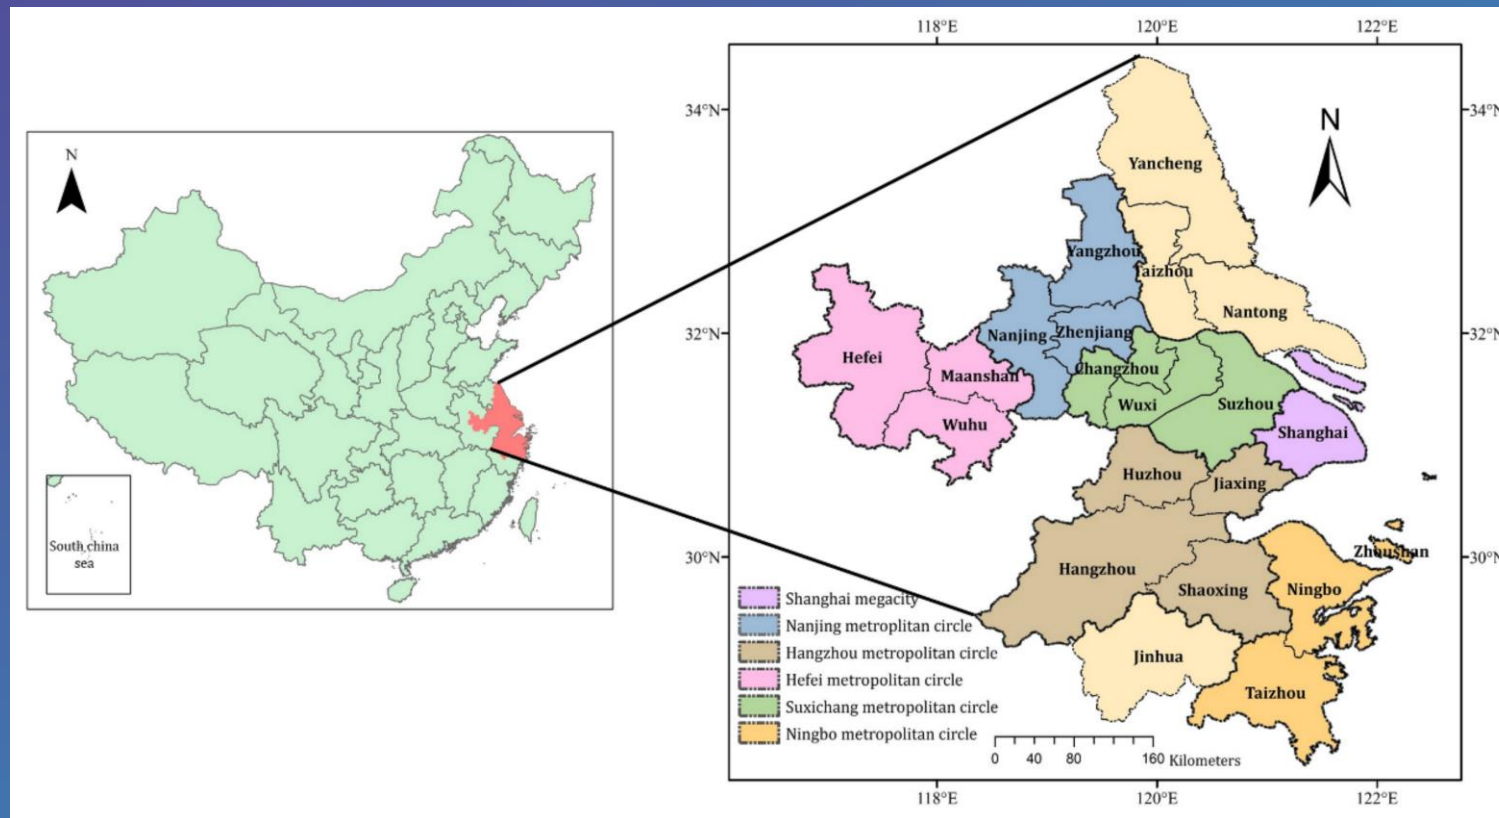 N
South china
sea
118°E
120°E
122°E
34°N
34°N
N
Yancheng
Yangzhou
Taizhou
Nantong
32°N
32°N
Nanjing
Zhenjiang
Hefei
Maanshan
Changzhou
Wuxi
Suzhou
Wuhu
Shanghai
Huzhou
Jiaxing
30°N
30°N
Zhoushan
Hangzhou
Shaoxing
Ningbo
Jinhua
Taizhou
Shanghai megacity
Nanjing metroplitan circle
Hangzhou metropolitan circle
Hefei metropolitan circle
Suxichang metropolitan circle
Ningbo metropolitan circle
0 40 80 160 Kilometers
118°E
120°E
122°E